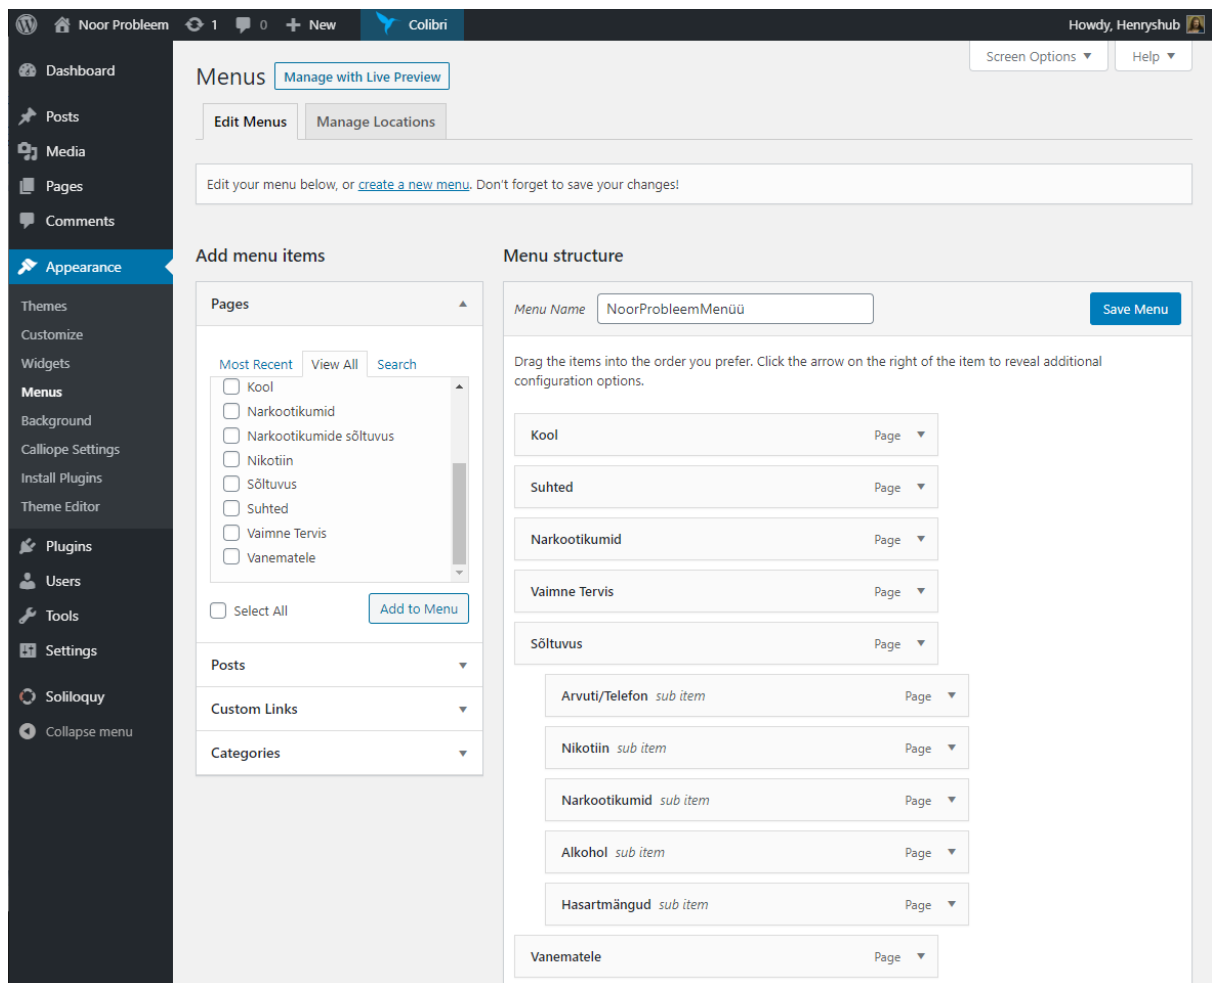 Noor Probleem 1 0 + New Colibri Howdy, Henryshub
Screen Options ▼ Help ▼
Dashboard
Posts
Media
Pages
Comments
Appearance
Themes
Customize
Widgets
Menus
Background
Calliope Settings
Install Plugins
Theme Editor
Plugins
Users
Tools
Settings
Soliloquy
Collapse menu
Menus Manage with Live Preview
Edit Menus Manage Locations
Edit your menu below, or create a new menu. Don't forget to save your changes!
Add menu items
Pages
Most Recent View All Search
Kool
Narkootikumid
Narkootikumide sõltuvus
Nikotiin
Sõltuvus
Suhted
Vaimne Tervis
Vanematele
Select All Add to Menu
Posts
Custom Links
Categories
Menu structure
Menu Name NoorProbleemMenüü Save Menu
Drag the items into the order you prefer. Click the arrow on the right of the item to reveal additional
configuration options.
Kool Page
Suhted Page
Narkootikumid Page
Vaimne Tervis Page
Sõltuvus Page
Arvuti/Telefon sub item Page
Nikotiin sub item Page
Narkootikumid sub item Page
Alkohol sub item Page
Hasartmängud sub item Page
Vanematele Page